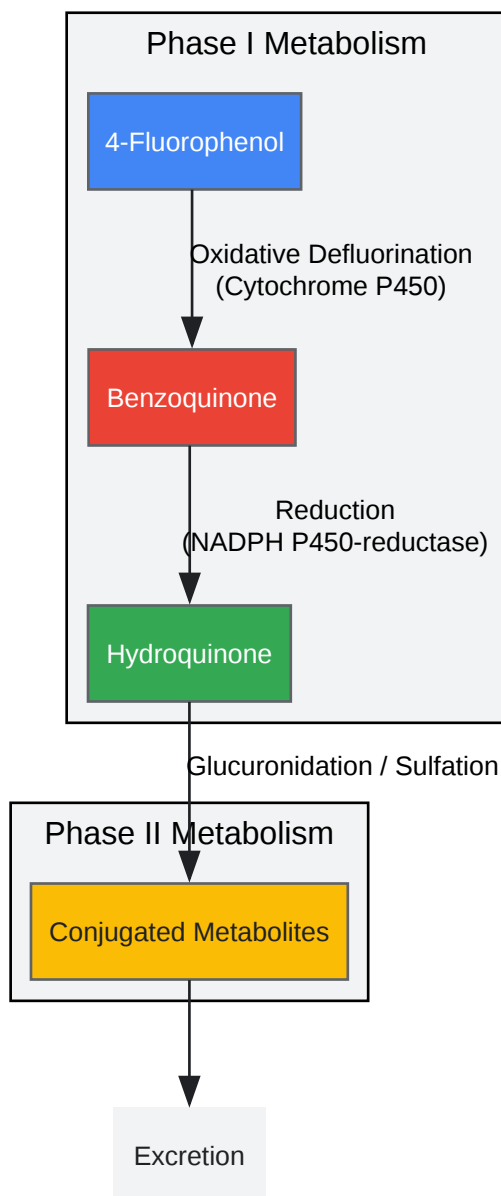 Phase I Metabolism
4-Fluorophenol
Oxidative Defluorination
(Cytochrome P450)
Benzoquinone
Reduction
(NADPH P450-reductase)
Hydroquinone
Glucuronidation / Sulfation
Phase II Metabolism
Conjugated Metabolites
Excretion